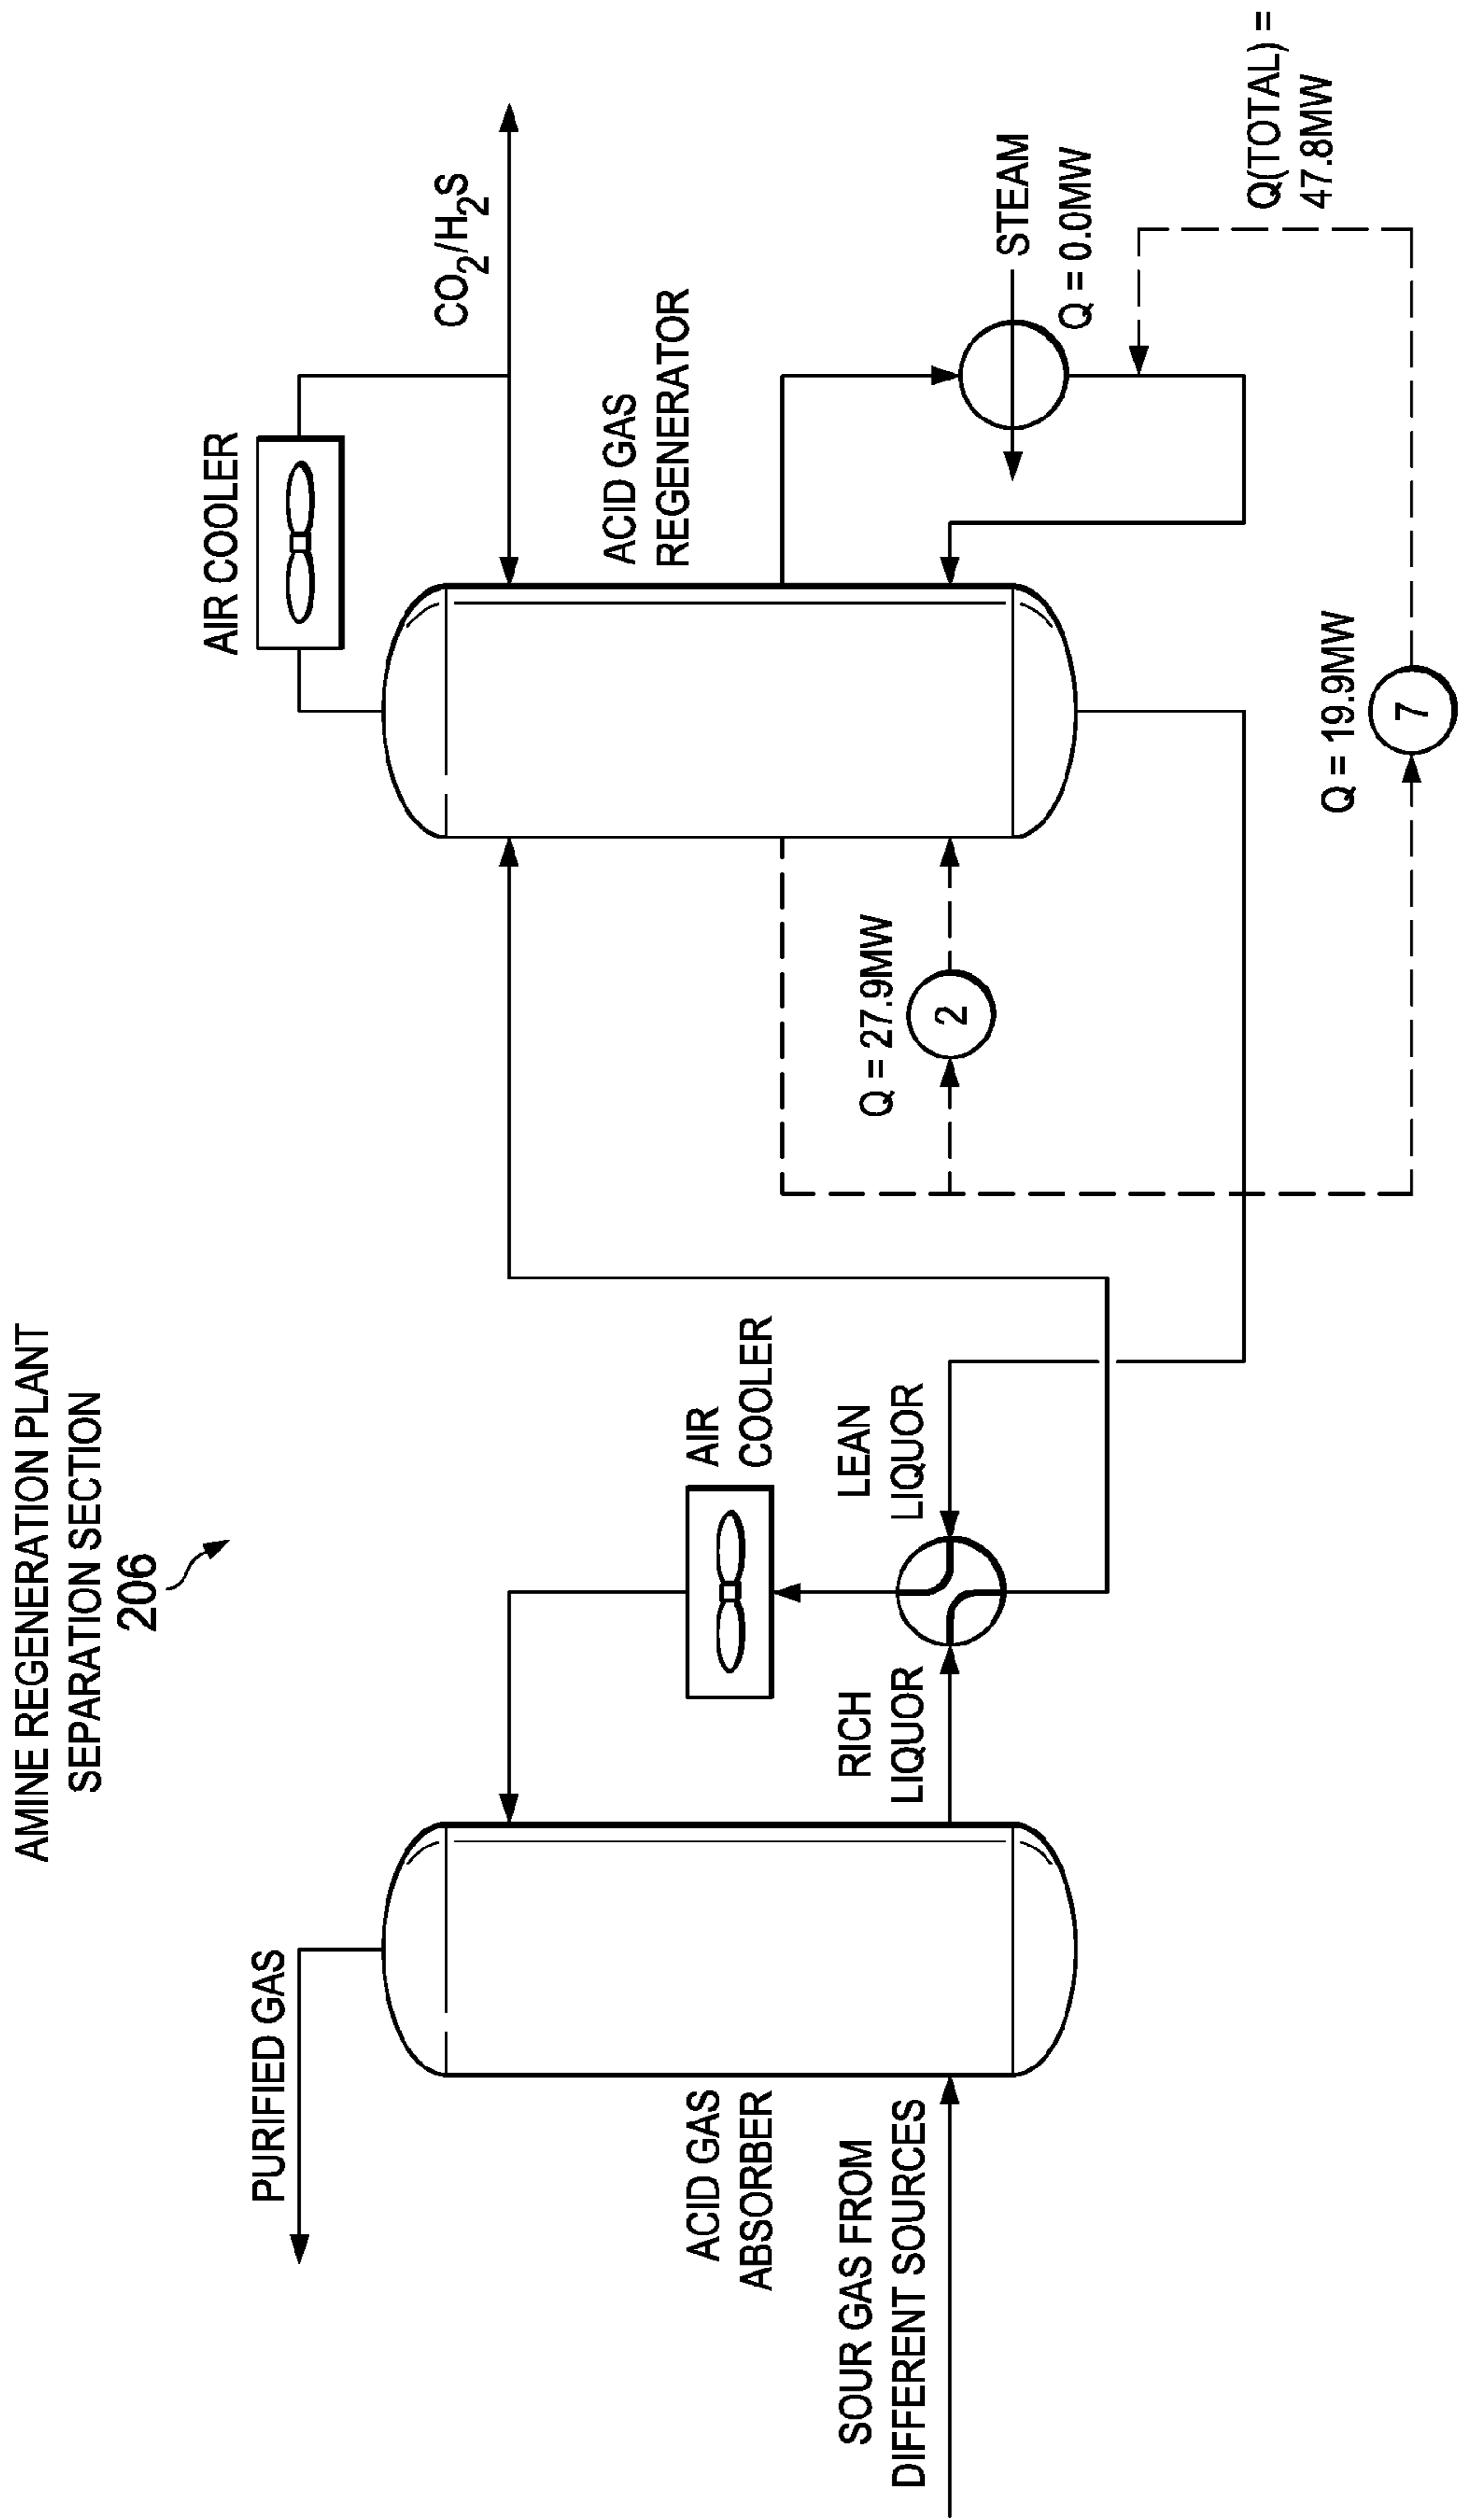 AMINE REGENERATION PLANT
SEPARATION SECTION
206
PURIFIED GAS
AIR COOLER
CO2/H2S
ACID GAS
REGENERATOR
ACID GAS
ABSORBER
AIR
COOLER
SOUR GAS FROM
DIFFERENT SOURCES
RICH
LIQUOR
LEAN
LIQUOR
Q = 27.9MW
2
STEAM
Q = 0.0MW
Q(TOTAL) =
47.8MW
Q = 19.9MW
7